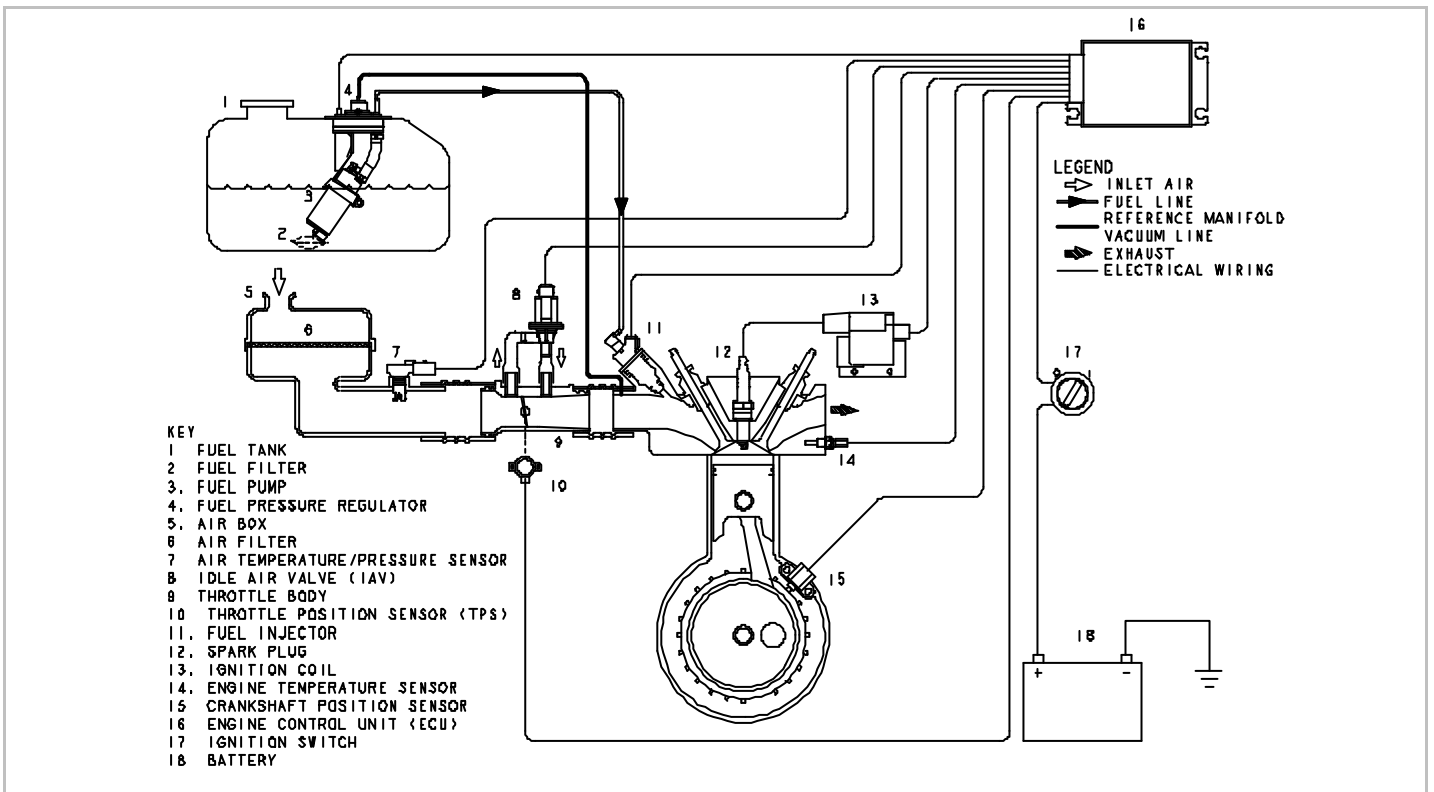 16
4
1
LEGEND
INLET AIR
FUEL LINE
REFERENCE MANIFOLD
VACUUM LINE
EXHAUST
ELECTRICAL WIRING
3
2
5
6
8
7
11
12
13
17
9
10
14
15
18
+ -
KEY
1 FUEL TANK
2 FUEL FILTER
3. FUEL PUMP
4. FUEL PRESSURE REGULATOR
5. AIR BOX
6 AIR FILTER
7 AIR TEMPERATURE/PRESSURE SENSOR
8 IDLE AIR VALVE (IAV)
9 THROTTLE BODY
10 THROTTLE POSITION SENSOR (TPS)
11. FUEL INJECTOR
12. SPARK PLUG
13. IGNITION COIL
14. ENGINE TEMPERATURE SENSOR
15 CRANKSHAFT POSITION SENSOR
16 ENGINE CONTROL UNIT (ECU)
17 IGNITION SWITCH
18 BATTERY